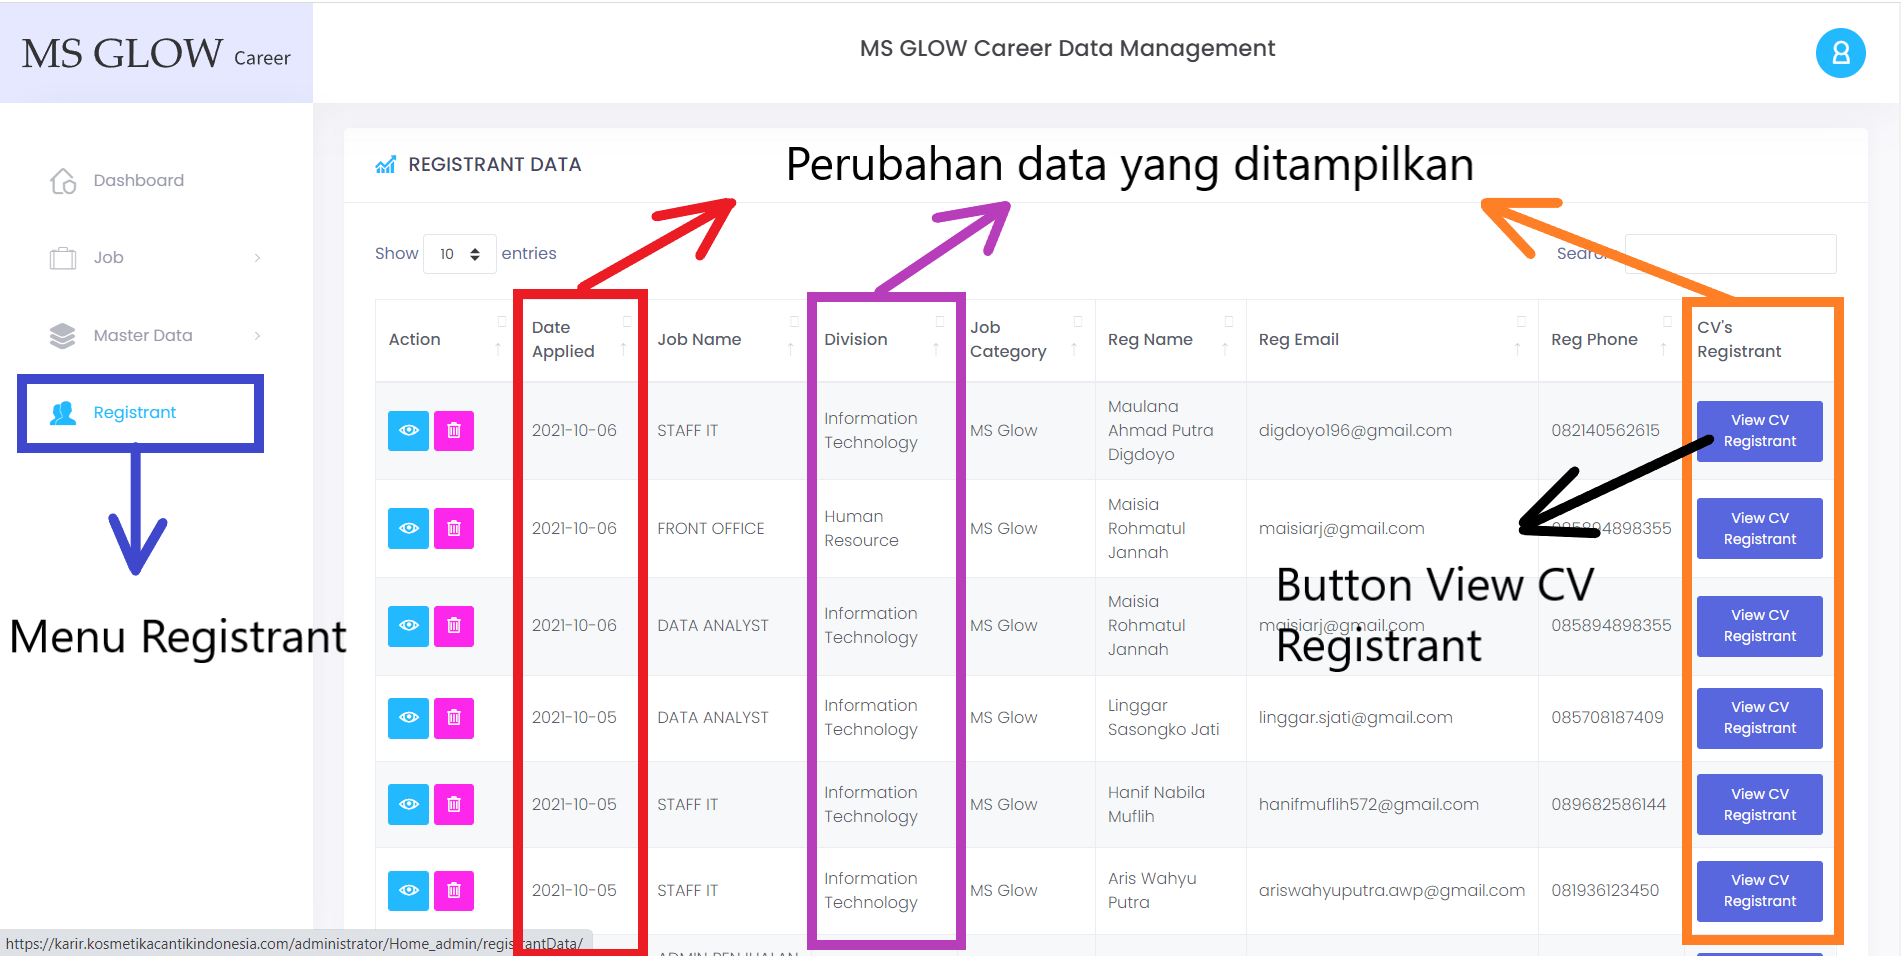 MS GLOW Career
MS GLOW Career Data Management
Dashboard
Job
Master Data
Registrant
Menu Registrant
REGISTRANT DATA
Perubahan data yang ditampilkan
Show 10 entries
Search
Action
Date
Applied
Job Name
Division
Job
Category
Reg Name
Reg Email
Reg Phone
CV's
Registrant
2021-10-06
STAFF IT
Information
Technology
MS Glow
Maulana
Ahmad Putra
Digdoyo
digdoyo196@gmail.com
082140562615
View CV
Registrant
2021-10-06
FRONT OFFICE
Human
Resource
MS Glow
Maisia
Rohmatul
Jannah
maisiarj@gmail.com
085894898355
View CV
Registrant
Button View CV
Registrant
2021-10-06
DATA ANALYST
Information
Technology
MS Glow
Maisia
Rohmatul
Jannah
maisiarj@gmail.com
085894898355
View CV
Registrant
2021-10-05
DATA ANALYST
Information
Technology
MS Glow
Linggar
Sasongko Jati
linggar.sjati@gmail.com
085708187409
View CV
Registrant
2021-10-05
STAFF IT
Information
Technology
MS Glow
Hanif Nabila
Muflih
hanifmuflih572@gmail.com
089682586144
View CV
Registrant
2021-10-05
STAFF IT
Information
Technology
MS Glow
Aris Wahyu
Putra
ariswahyuputra.awp@gmail.com
081936123450
View CV
Registrant
ADMIN PENJUALAN
https://karir.kosmetikacantikindonesia.com/administrator/Home_admin/registrantData/